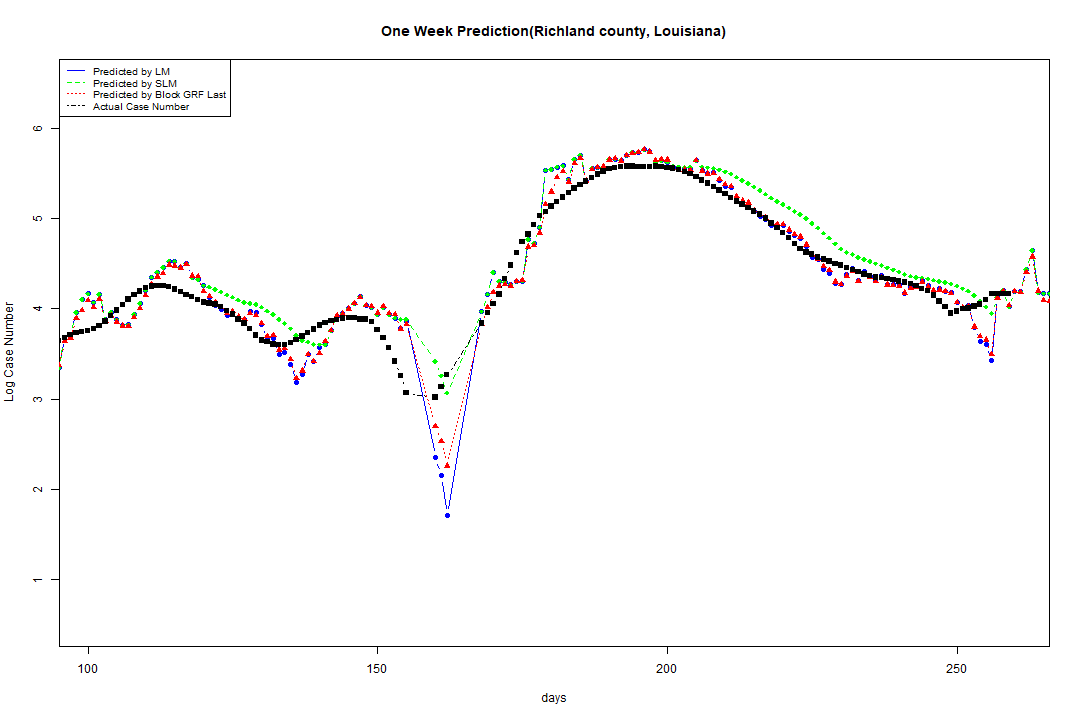 One Week Prediction(Richland county, Louisiana)
Predicted by LM
Predicted by SLM
Predicted by Block GRF Last
Actual Case Number
Log Case Number
6
5
4
3
2
1
100 150 200 250
days